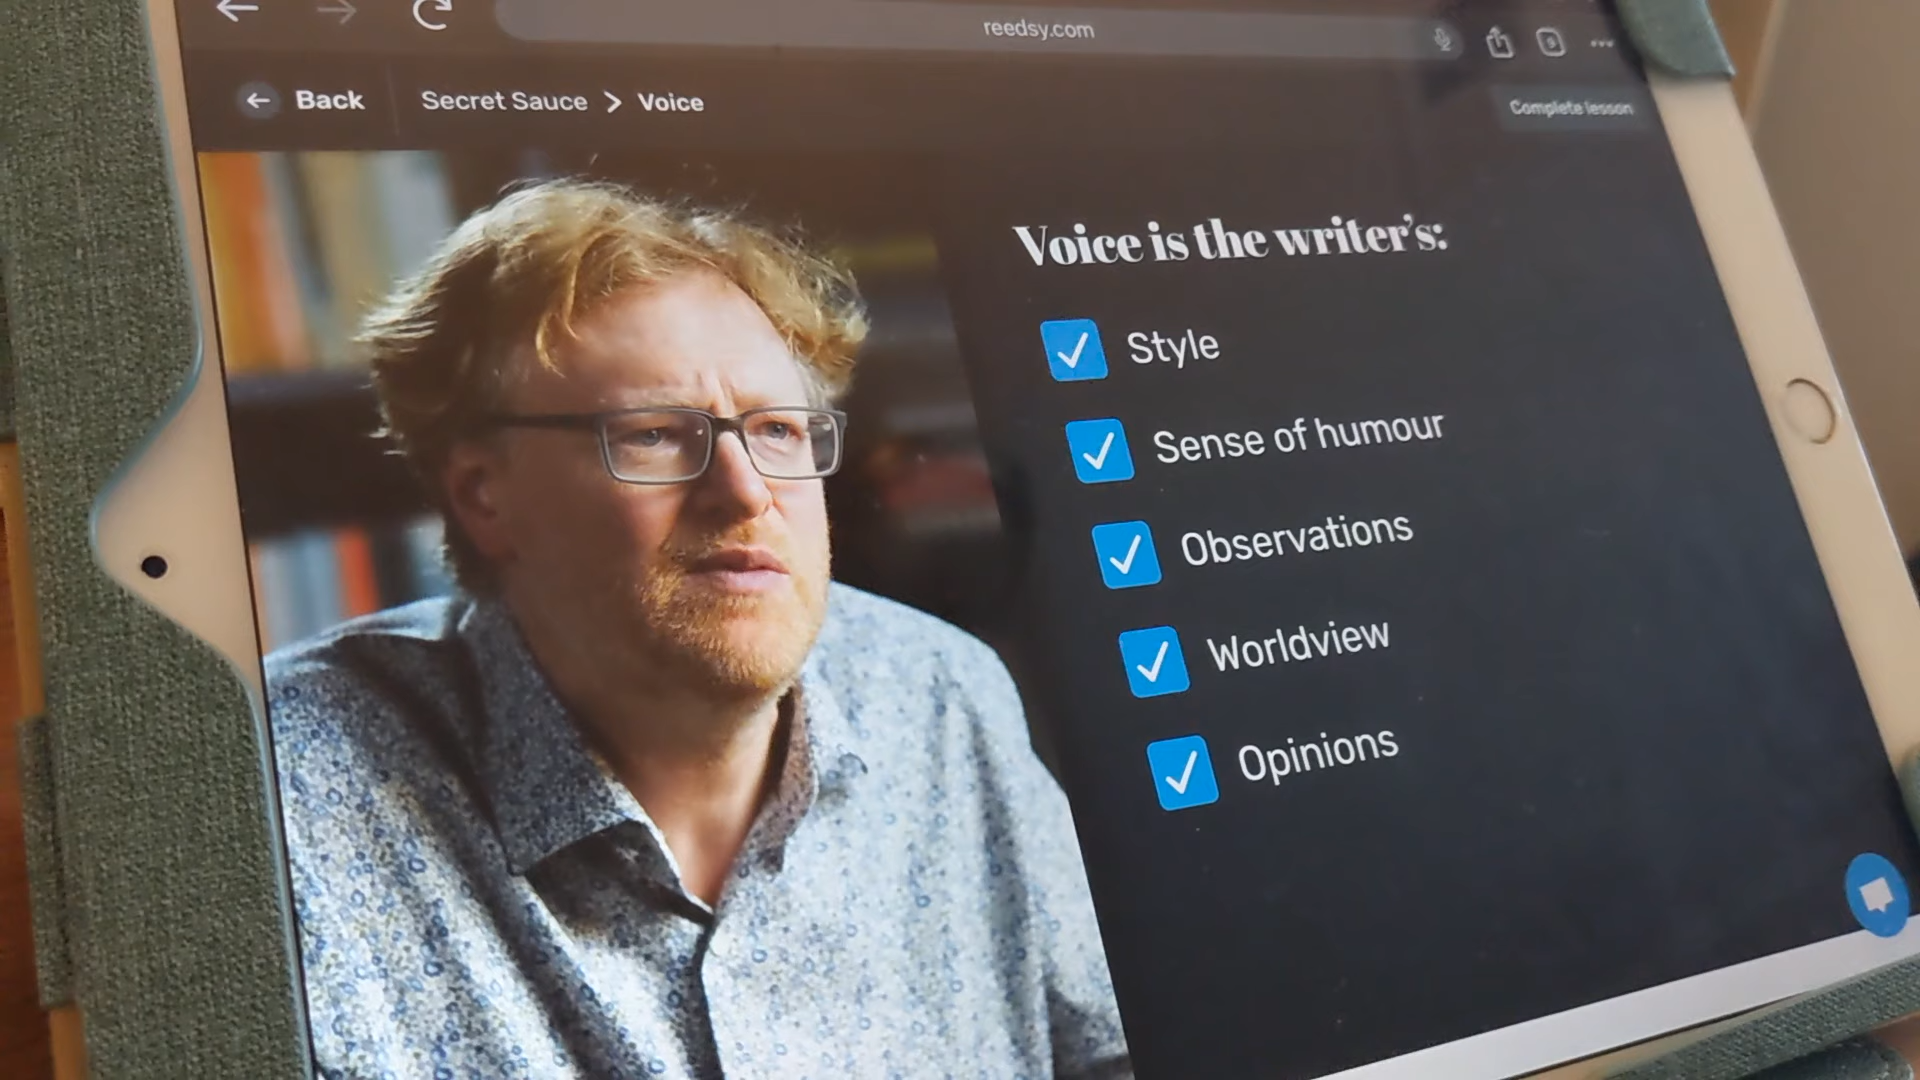 reedsy.com
Back
Secret Sauce > Voice
Complete lesson
Voice is the writer's:
Style
Sense of humour
Observations
Worldview
Opinions